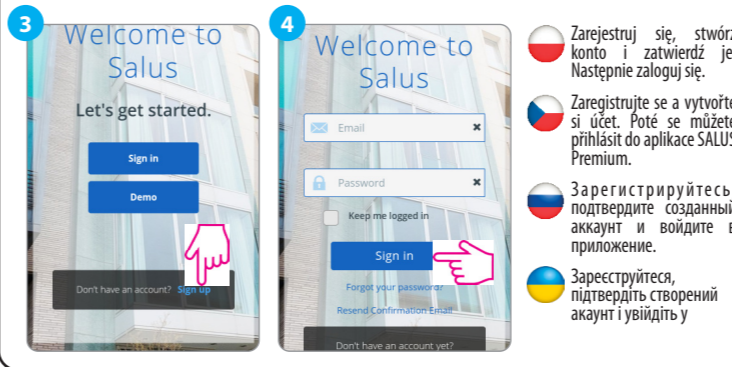 3
Welcome to
Salus
Let's get started.
Sign in
Demo
Don't have an account? Sign up
4
Welcome to
Salus
Email
Password
Keep me logged in
Sign in
Forgot your password?
Resend Confirmation Email
Don't have an account yet?
Zarejestruj się, stwórz
konto i zatwierdź je
Następnie zaloguj się.
Zaregistrujte se a vytvořte
si účet. Poté se můžete
přihlásit do aplikace SALUS
Premium.
Зарегистрируйтесь
подтвердите созданный
аккаунт и войдите в
приложение.
Зареєструйтеся,
підтвердіть створений
акаунт і увійдіть у